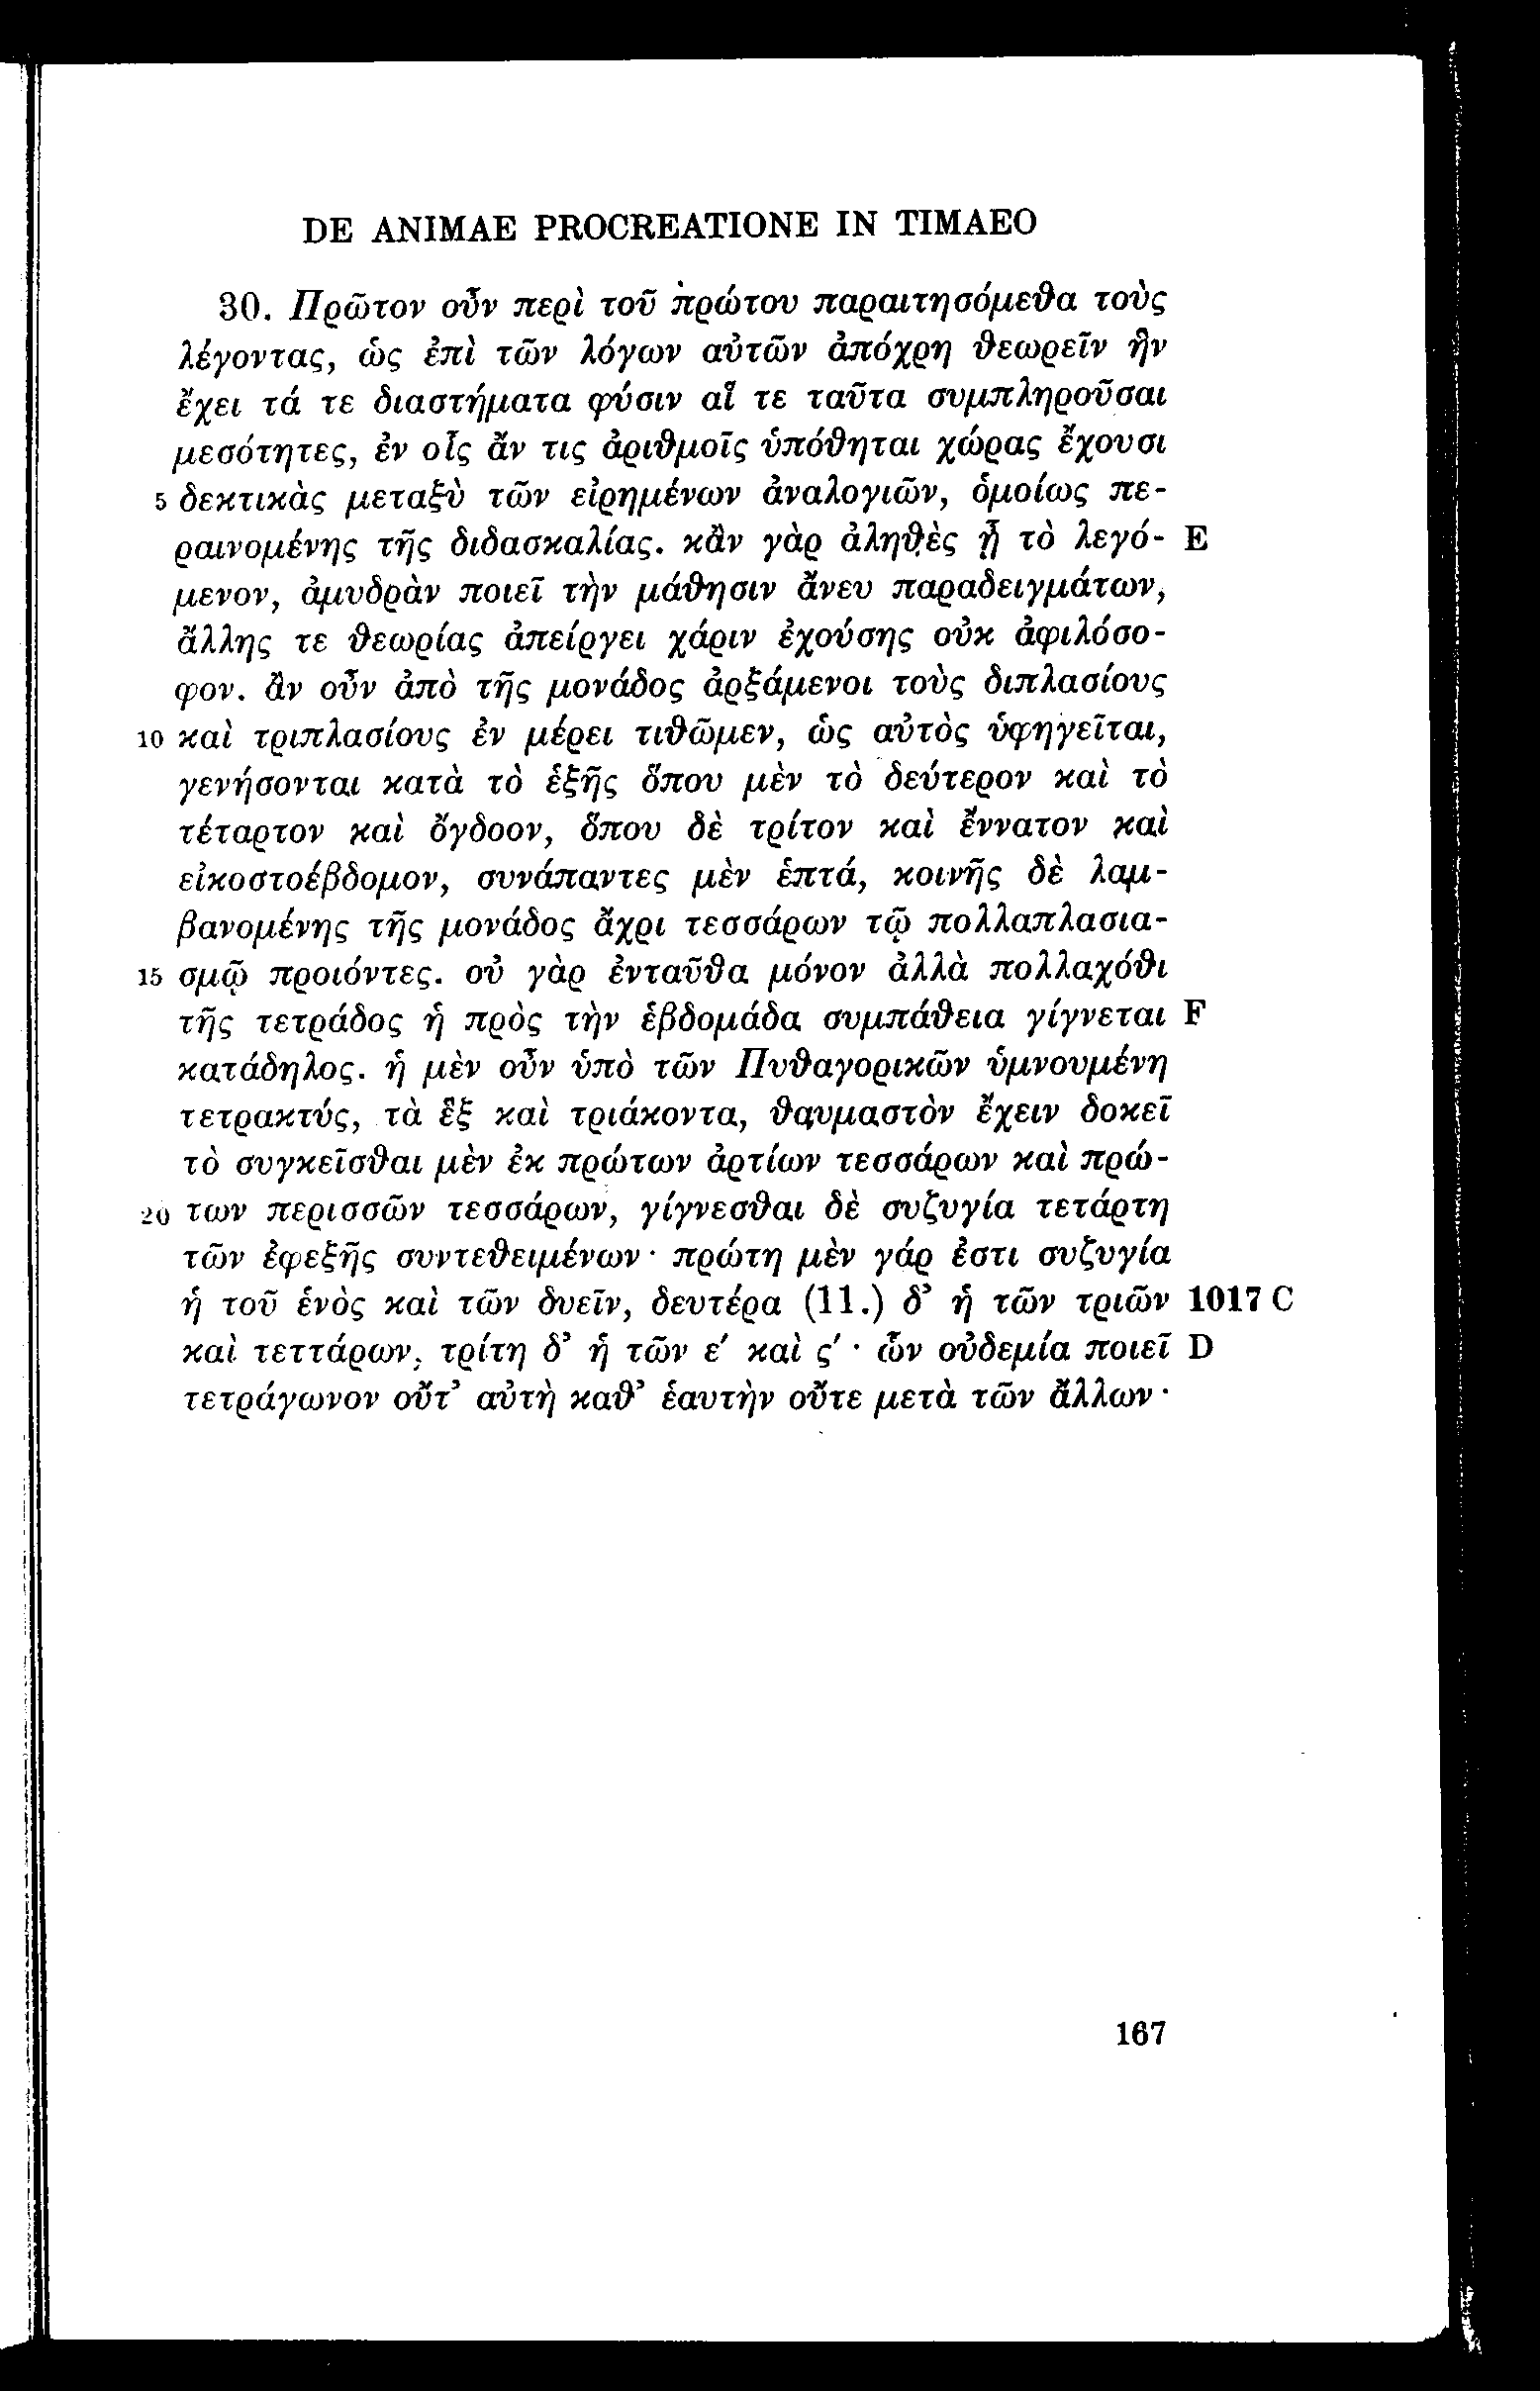 DE ANIMAE PROCREATIONE IN TIMAEO
30. Πρῶτον οὖν περὶ τοῦ πρώτου παραιτησόμεθα τοὺς
λέγοντας, ὡς ἐπὶ τῶν λόγων αὐτῶν ἀπόχρη θεωρεῖν ἣν
ἔχει τά τε διαστήματα φύσιν αἵ τε ταῦτα συμπληροῦσαι
μεσότητες, ἐν οἷς ἄν τις ἀριθμοῖς ὑπόθηται χώρας ἔχουσι
5 δεκτικὰς μεταξὺ τῶν εἰρημένων ἀναλογιῶν, ὁμοίως πε-
ραινομένης τῆς διδασκαλίας. κἂν γὰρ ἀληθὲς ᾖ τὸ λεγό- E
μενον, ἀμυδρὰν ποιεῖ τὴν μάθησιν ἄνευ παραδειγμάτων,
ἄλλης τε θεωρίας ἀπείργει χάριν ἐχούσης οὐκ ἀφιλόσο-
φον. ἂν οὖν ἀπὸ τῆς μονάδος ἀρξάμενοι τοὺς διπλασίους
10 καὶ τριπλασίους ἐν μέρει τιθῶμεν, ὡς αὐτὸς ὑφηγεῖται,
γενήσονται κατὰ τὸ ἑξῆς ὅπου μὲν τὸ δεύτερον καὶ τὸ
τέταρτον καὶ ὄγδοον, ὅπου δὲ τρίτον καὶ ἔννατον καὶ
εἰκοστοέβδομον, συνάπαντες μὲν ἑπτά, κοινῆς δὲ λαμ-
βανομένης τῆς μονάδος ἄχρι τεσσάρων τῷ πολλαπλασια-
15 σμῷ προιόντες. οὐ γὰρ ἐνταῦθα μόνον ἀλλὰ πολλαχόθι
τῆς τετράδος ἡ πρὸς τὴν ἑβδομάδα συμπάθεια γίγνεται F
κατάδηλος. ἡ μὲν οὖν ὑπὸ τῶν Πυθαγορικῶν ὑμνουμένη
τετρακτύς, τὰ ἓξ καὶ τριάκοντα, θαυμαστὸν ἔχειν δοκεῖ
τὸ συγκεῖσθαι μὲν ἐκ πρώτων ἀρτίων τεσσάρων καὶ πρώ-
20 των περισσῶν τεσσάρων, γίγνεσθαι δὲ συζυγία τετάρτη
τῶν ἐφεξῆς συντεθειμένων· πρώτη μὲν γάρ ἐστι συζυγία
ἡ τοῦ ἑνὸς καὶ τῶν δυεῖν, δευτέρα (11.) δ’ ἡ τῶν τριῶν 1017 C
καὶ τεττάρων, τρίτη δ’ ἡ τῶν ε′ καὶ ς′· ὧν οὐδεμία ποιεῖ D
τετράγωνον οὔτ’ αὐτὴ καθ’ ἑαυτὴν οὔτε μετὰ τῶν ἄλλων·
167